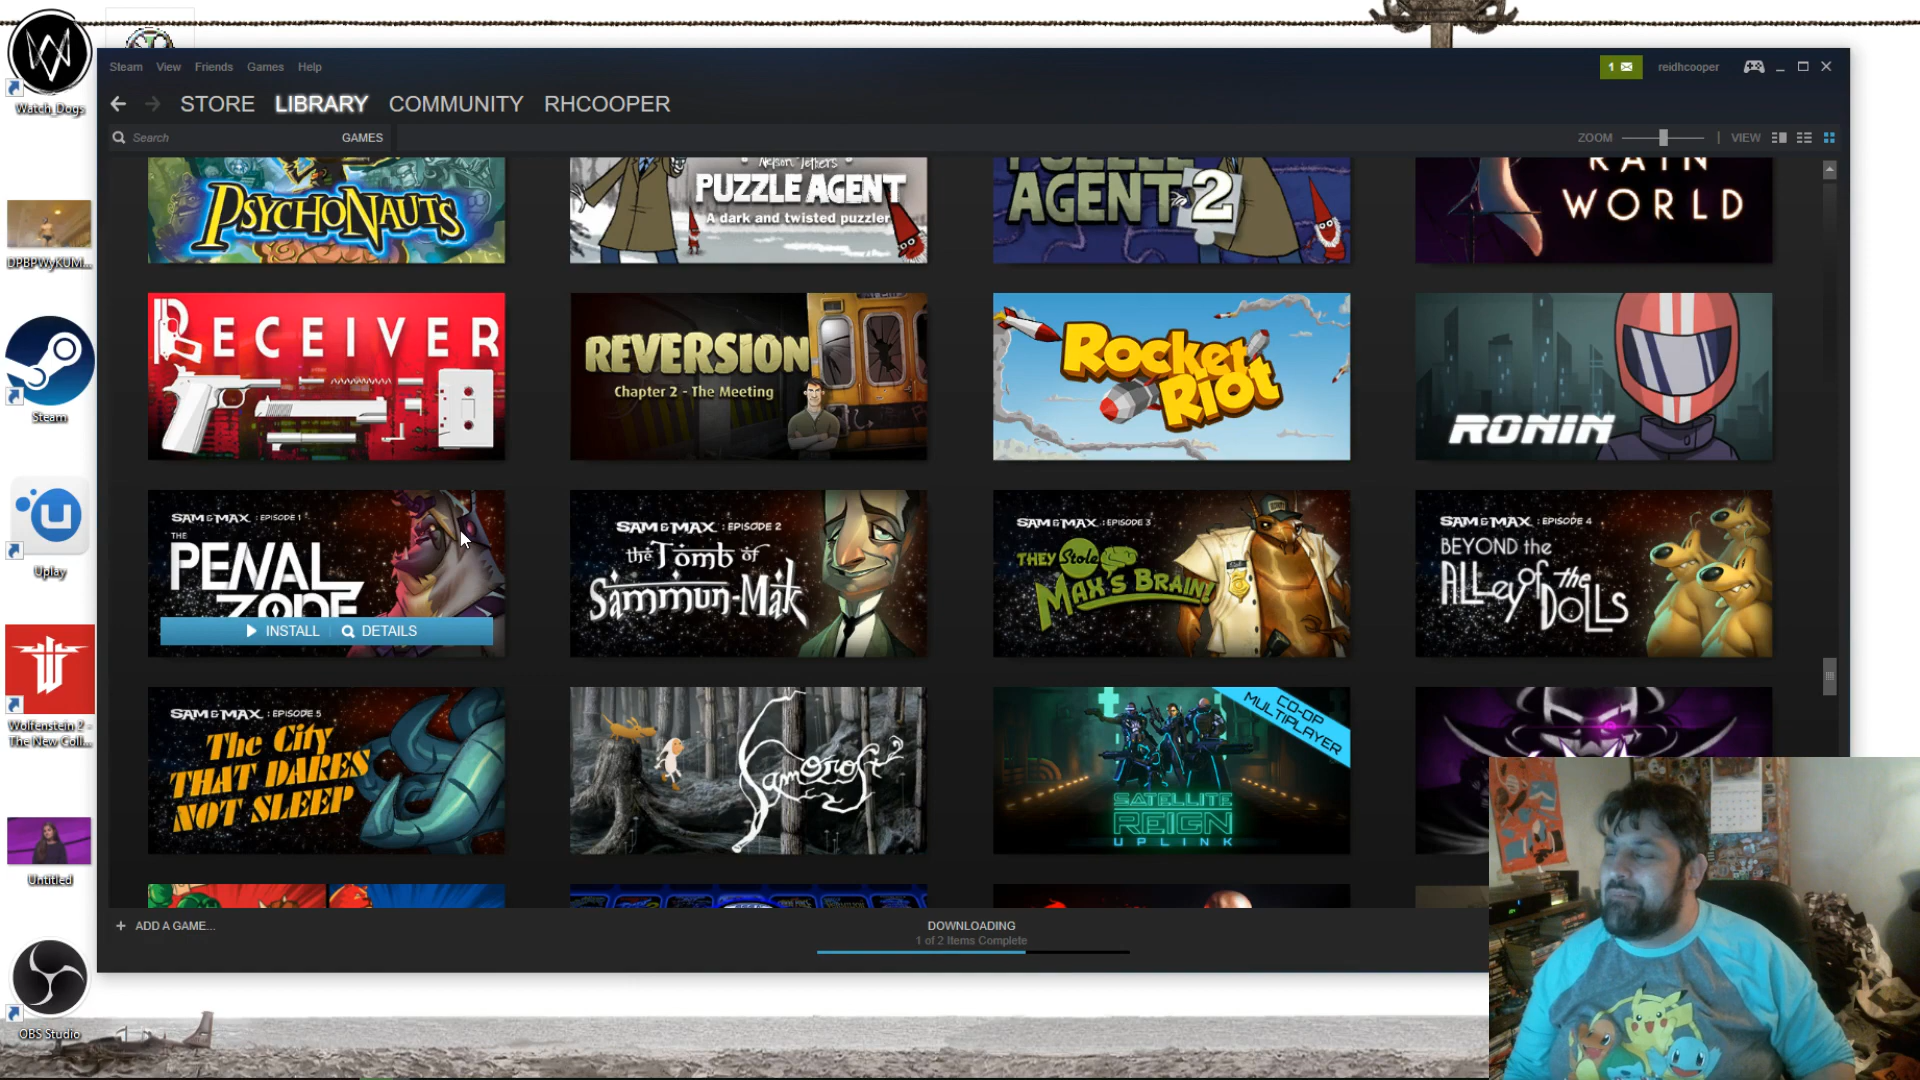 Watch_Dogs
DPBPWyKUM...
Steam
Uplay
Wolfenstein 2 -
The New Coll...
Untitled
OBS Studio
Steam View Friends Games Help
1 reidhcooper
STORE LIBRARY COMMUNITY RHCOOPER
Search GAMES
ZOOM | VIEW
PSYCHONAUTS
Nelson Tethers
PUZZLE AGENT
A dark and twisted puzzler
PUZZLE
AGENT 2
RAIN
WORLD
RECEIVER
REVERSION
Chapter 2 - The Meeting
Rocket
Riot
RONIN
SAM & MAX : EPISODE 1
THE
PENAL
ZONE
INSTALL DETAILS
SAM & MAX : EPISODE 2
the Tomb of
Sammun-Mak
SAM & MAX : EPISODE 3
THEY Stole
MAX'S BRAIN!
SAM & MAX : EPISODE 4
BEYOND the
ALLey of the
DOLLS
SAM & MAX : EPISODE 5
The City
THAT DARES
NOT SLEEP
Samorost 2
CO-OP
MULTIPLAYER
SATELLITE
REIGN
UPLINK
+ ADD A GAME...
DOWNLOADING
1 of 2 Items Complete